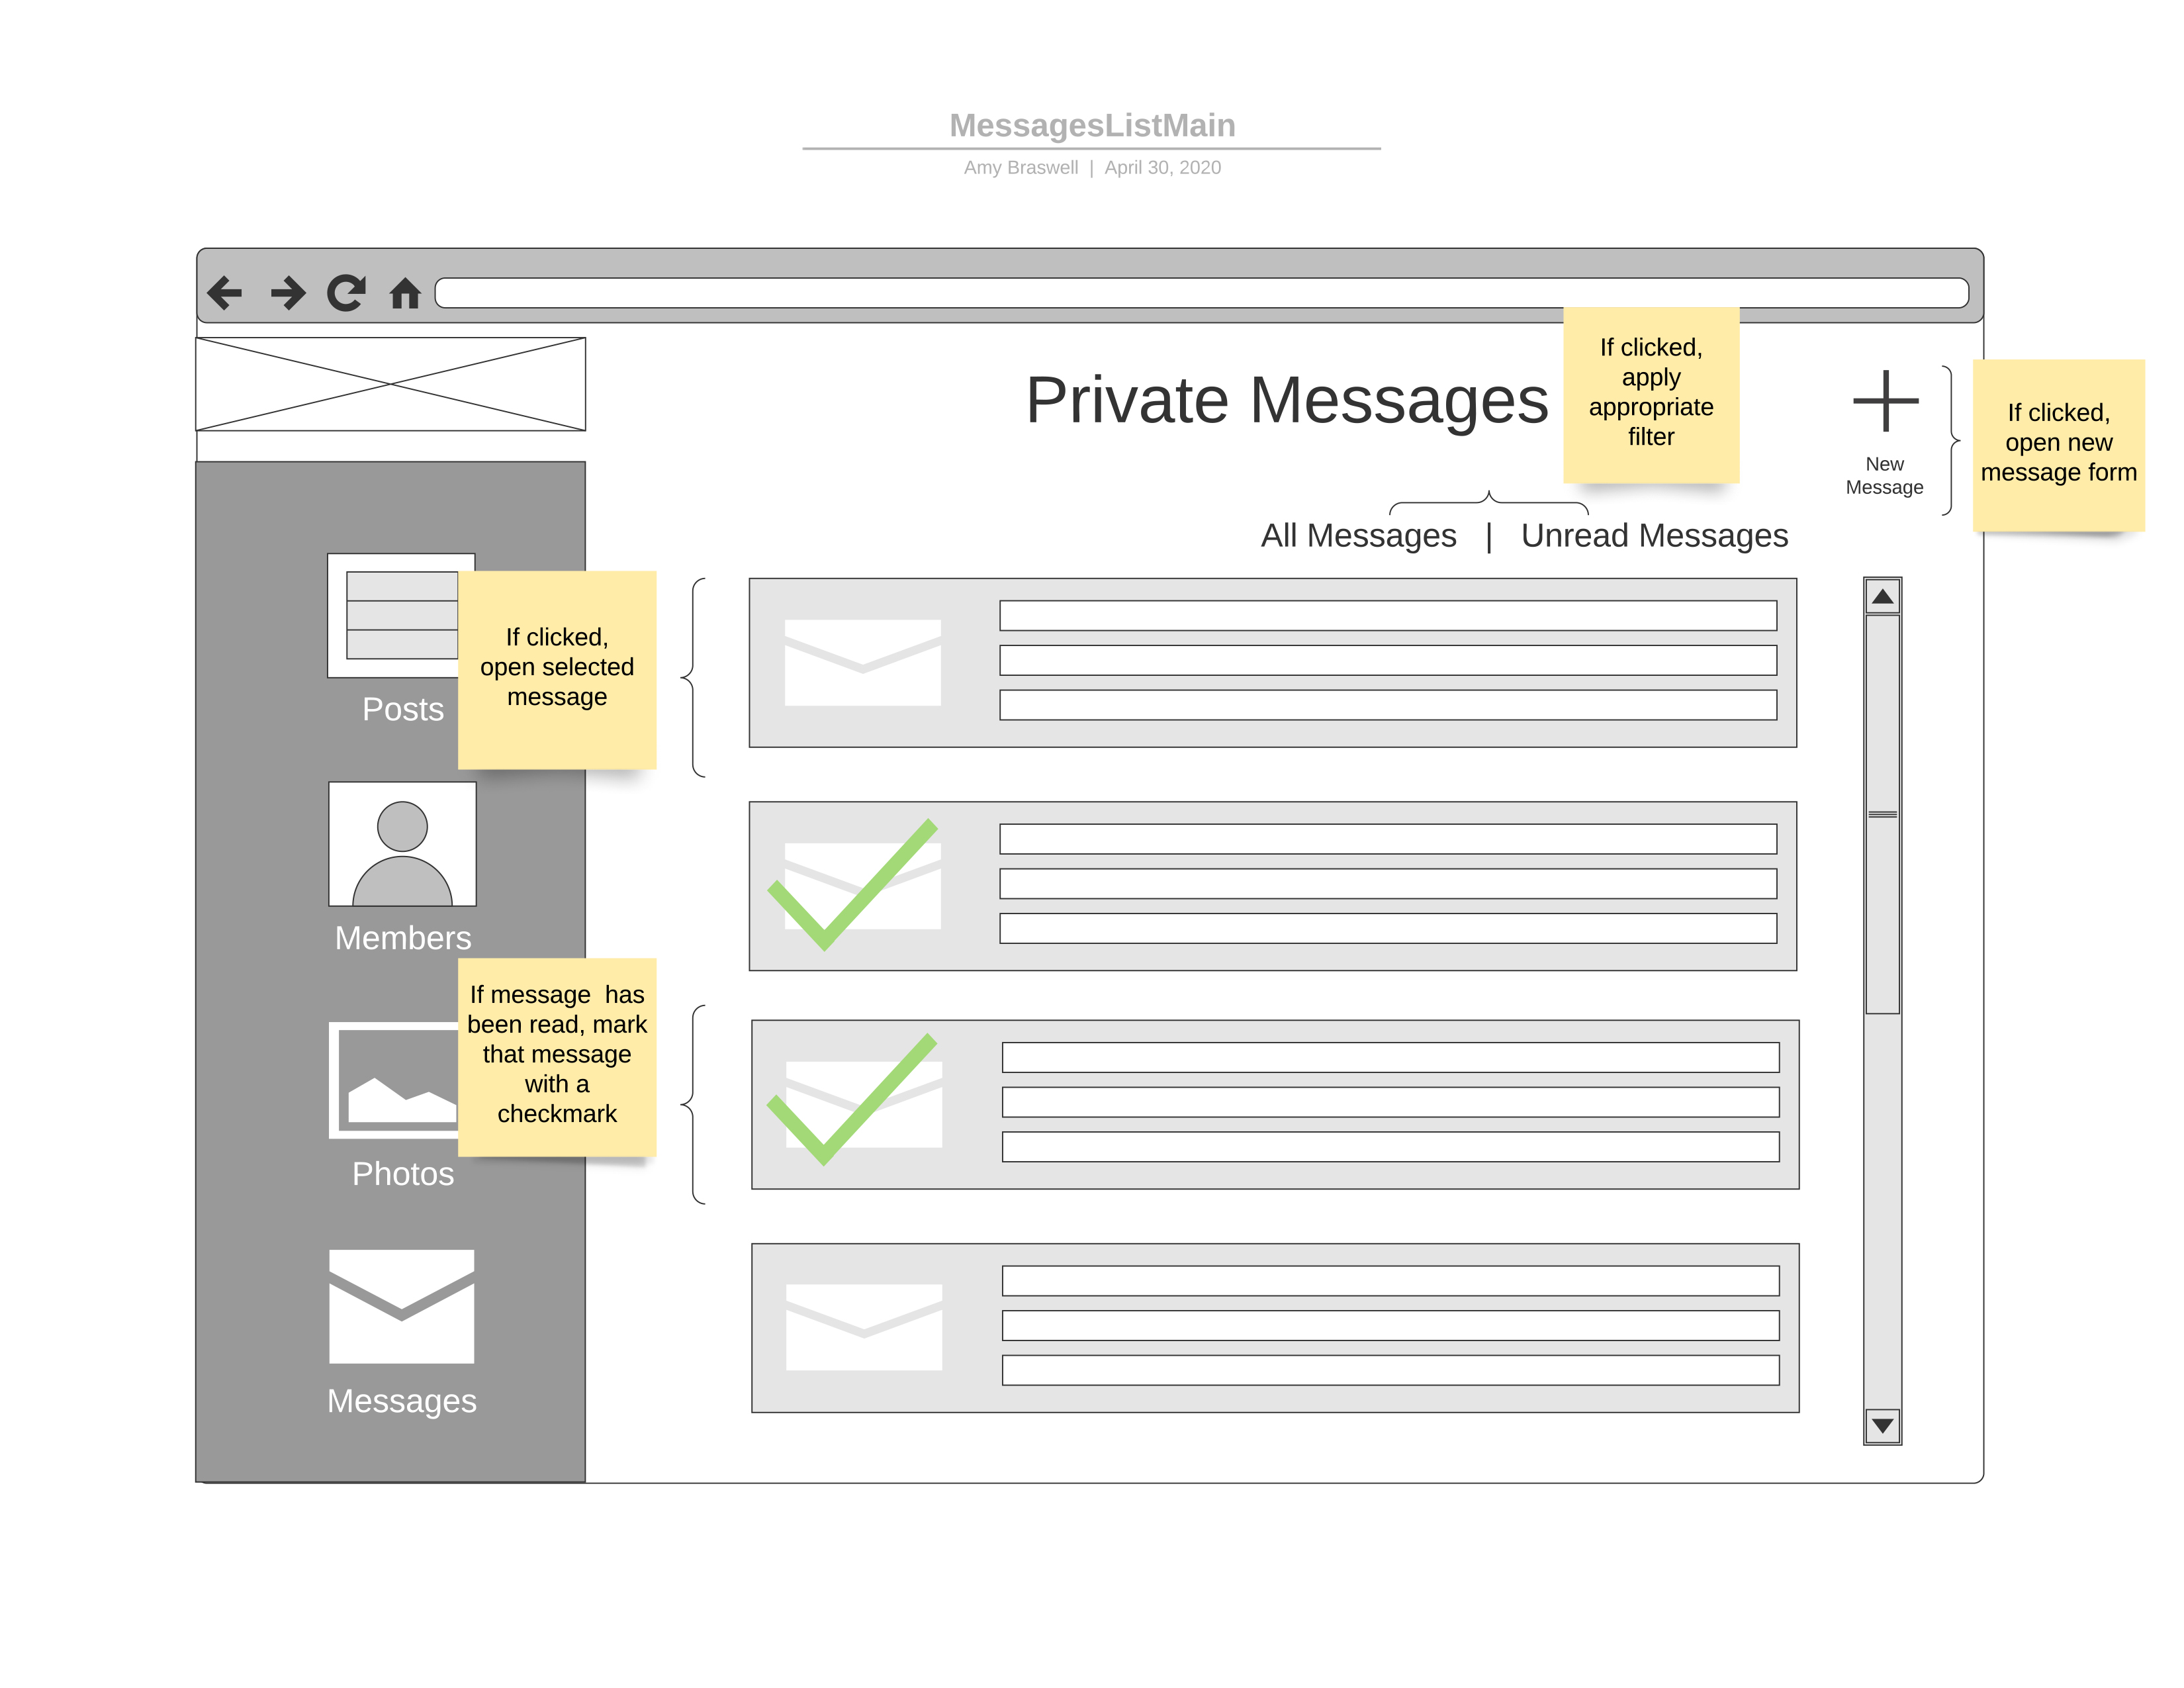 MessagesListMain
Amy Braswell | April 30, 2020
Private Messages
If clicked,
apply
appropriate
filter
New
Message
If clicked,
open new
message form
All Messages | Unread Messages
Posts
If clicked,
open selected
message
Members
If message has
been read, mark
that message
with a
checkmark
Photos
Messages